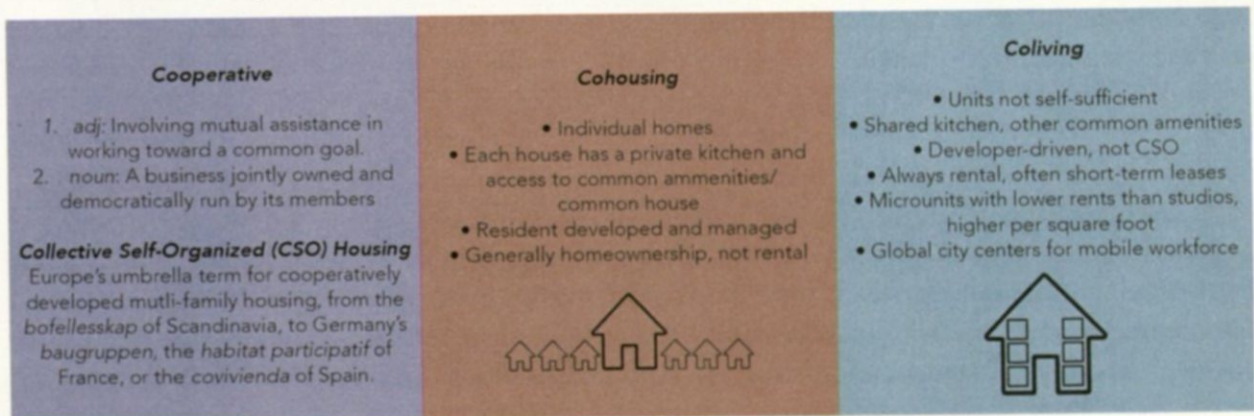 Cooperative
1. adj: Involving mutual assistance in
working toward a common goal.
2. noun: A business jointly owned and
democratically run by its members
Collective Self-Organized (CSO) Housing
Europe's umbrella term for cooperatively
developed mutli-family housing, from the
bofellesskap of Scandinavia, to Germany's
baugruppen, the habitat participatif of
France, or the covivienda of Spain.
Cohousing
• Individual homes
• Each house has a private kitchen and
access to common ammenities/
common house
• Resident developed and managed
• Generally homeownership, not rental
Coliving
• Units not self-sufficient
• Shared kitchen, other common amenities
• Developer-driven, not CSO
• Always rental, often short-term leases
• Microunits with lower rents than studios,
higher per square foot
• Global city centers for mobile workforce